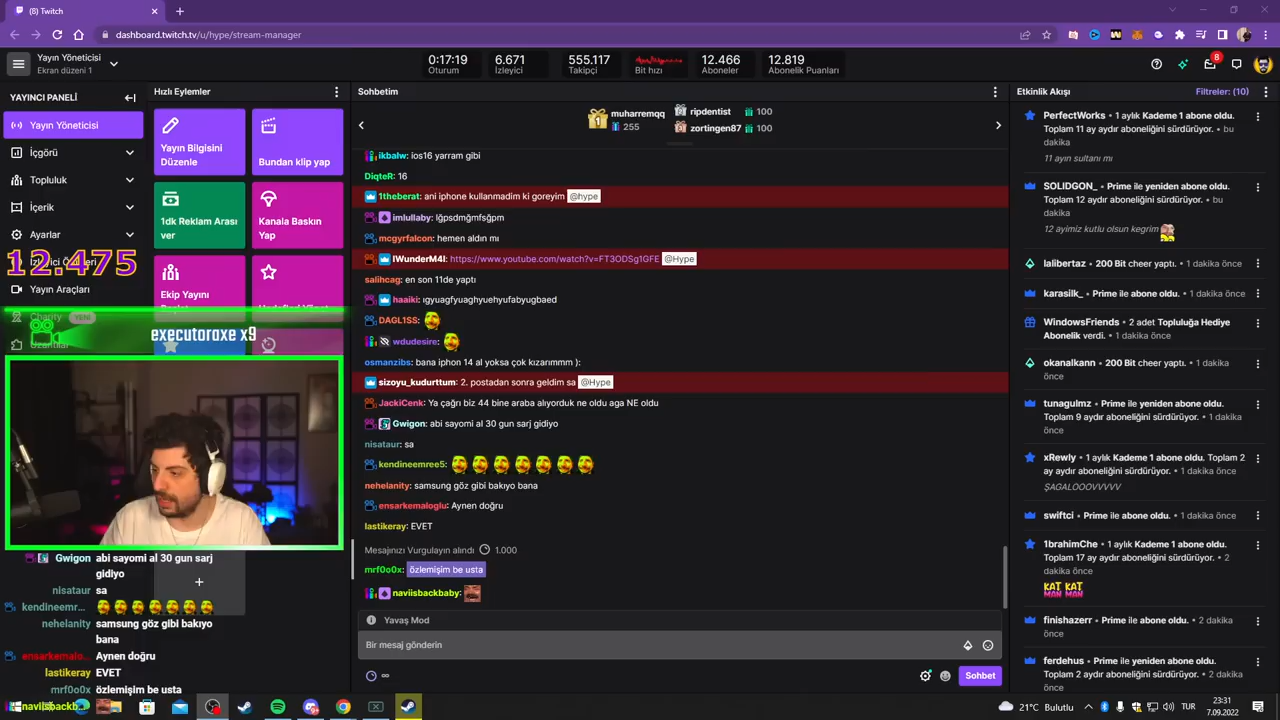 (8) Twitch
dashboard.twitch.tv/u/hype/stream-manager
Yayın Yöneticisi
Ekran düzeni 1
0:17:19
Oturum
6.671
İzleyici
555.117
Takipçi
Bit hızı
12.466
Aboneler
12.819
Abonelik Puanları
8
YAYINCI PANELİ
Yayın Yöneticisi
İçgörü
Topluluk
İçerik
Ayarlar
12.475
Yayın Araçları
Charity YENİ
executoraxe x9
Hızlı Eylemler
Yayın Bilgisini
Düzenle
Bundan klip yap
1dk Reklam Arası
ver
Kanala Baskın
Yap
Ekip Yayını
Gwigon abi sayomi al 30 gun sarj
gidiyo
nisataur sa
kendineemre...
nehelanity samsung göz gibi bakıyo
bana
ensarkemalo... Aynen doğru
lastikeray EVET
mrf0o0x özlemişim be usta
naviisbackb...
Sohbetim
1 muharremqq
255
2 ripdentist 100
3 zortingen87 100
ikbalw: ios16 yarram gibi
DiqteR: 16
1theberat: ani iphone kullanmadim ki goreyim @hype
imlullaby: lğpsdmğmfsğpm
mcgyrfalcon: hemen aldın mı
IWunderM4I: https://www.youtube.com/watch?v=FT3ODSg1GFE @Hype
salihcag: en son 11de yaptı
haaiki: ıgyuagfyuaghyuehyufabyugbaed
DAGL1SS:
wdudesire:
osmanzibs: bana iphon 14 al yoksa çok kızarımmm ):
sizoyu_kudurttum: 2. postadan sonra geldim sa @Hype
JackiCenk: Ya çağrı biz 44 bine araba alıyorduk ne oldu aga NE oldu
Gwigon: abi sayomi al 30 gun sarj gidiyo
nisataur: sa
kendineemree5:
nehelanity: samsung göz gibi bakıyo bana
ensarkemaloglu: Aynen doğru
lastikeray: EVET
Mesajınızı Vurgulayın alındı 1.000
mrf0o0x: özlemişim be usta
naviisbackbaby:
Yavaş Mod
Bir mesaj gönderin
∞
Sohbet
Etkinlik Akışı
Filtreler: (10)
PerfectWorks • 1 aylık Kademe 1 abone oldu.
Toplam 11 ay aydır aboneliğini sürdürüyor. • bu
dakika
11 ayın sultanı mı
SOLIDGON_ • Prime ile yeniden abone oldu.
Toplam 12 aydır aboneliğini sürdürüyor. • bu
dakika
12 ayimiz kutlu olsun kegrim
lalibertaz • 200 Bit cheer yaptı. • 1 dakika önce
karasilk_ • Prime ile abone oldu. • 1 dakika önce
WindowsFriends • 2 adet Topluluğa Hediye
Abonelik verdi. • 1 dakika önce
okanalkann • 200 Bit cheer yaptı. • 1 dakika
önce
tunagulmz • Prime ile yeniden abone oldu.
Toplam 9 aydır aboneliğini sürdürüyor. • 1 dakika
önce
xRewly • 1 aylık Kademe 1 abone oldu. Toplam 2
ay aydır aboneliğini sürdürüyor. • 1 dakika önce
ŞAGALOOOVVVVV
swiftci • Prime ile abone oldu. • 1 dakika önce
1brahimChe • 1 aylık Kademe 1 abone oldu.
Toplam 17 ay aydır aboneliğini sürdürüyor. • 2
dakika önce
KAT MAN KAT MAN
finishazerr • Prime ile abone oldu. • 2 dakika
önce
ferdehus • Prime ile yeniden abone oldu.
Toplam 2 aydır aboneliğini sürdürüyor. • 2
dakika önce
21°C Bulutlu
TUR
23:31
7.09.2022